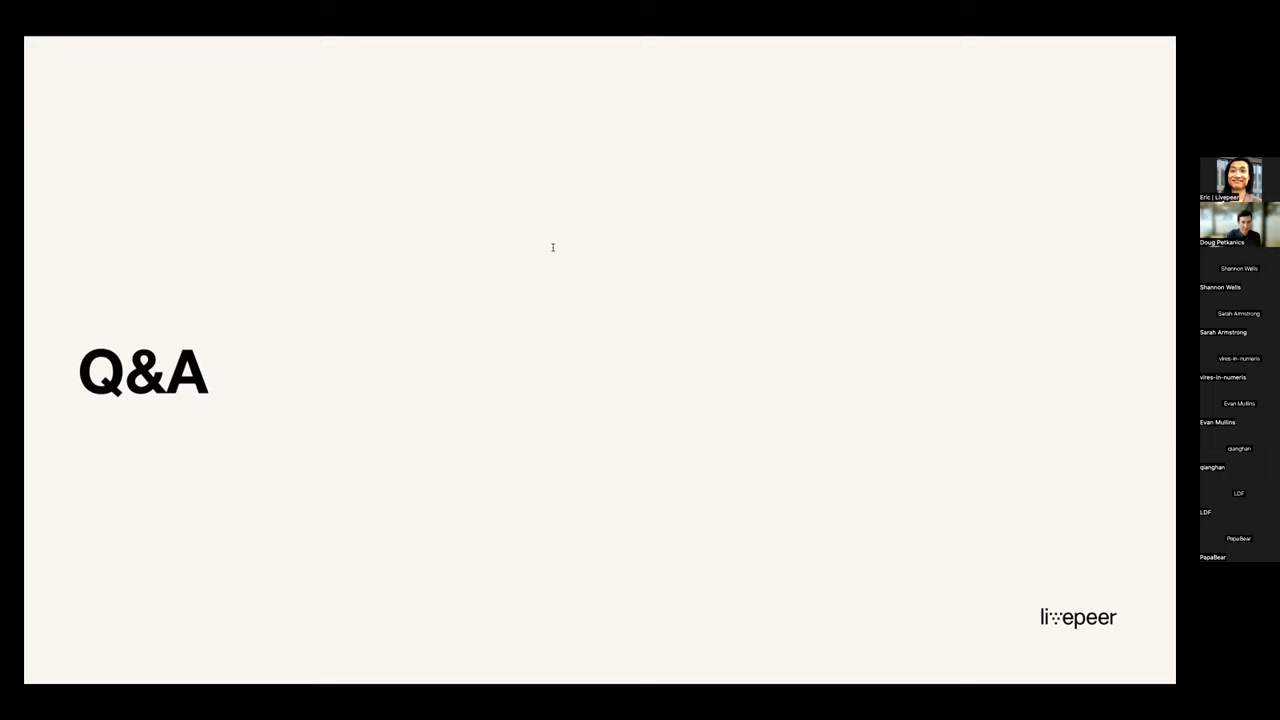 Q&A
livepeer
Eric | Livepeer
Doug Petkanics
Shannon Wells
Shannon Wells
Sarah Armstrong
Sarah Armstrong
vires-in-numeris
vires-in-numeris
Evan Mullins
Evan Mullins
qianghan
qianghan
LDF
LDF
PapaBear
PapaBear